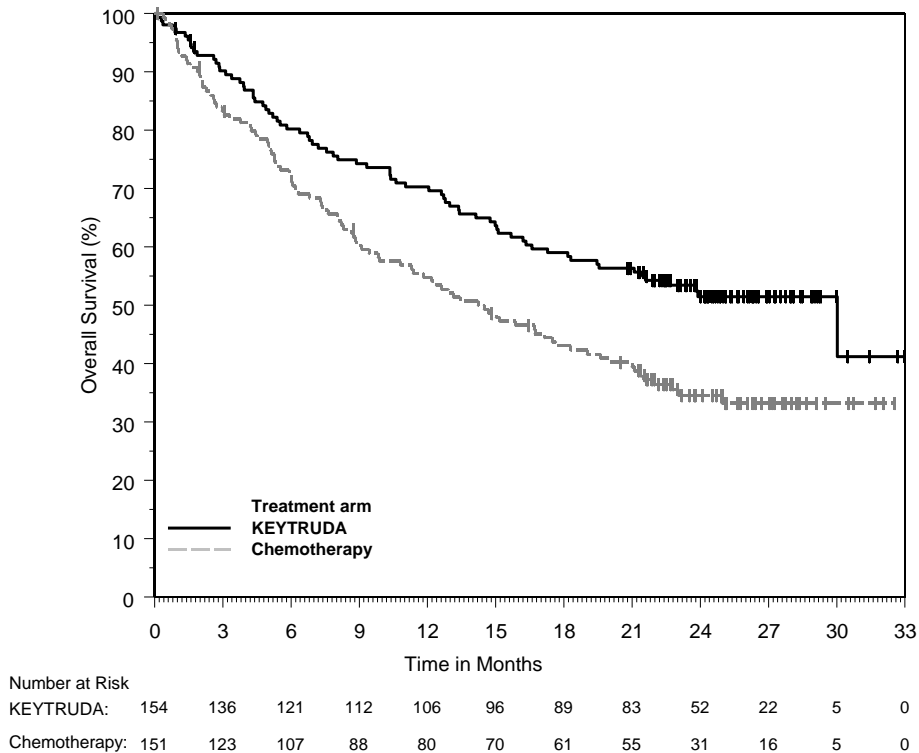 100
90
80
70
60
50
40
30
20
10
0
Overall Survival (%)
Treatment arm
KEYTRUDA
Chemotherapy
0 3 6 9 12 15 18 21 24 27 30 33
Time in Months
Number at Risk
KEYTRUDA: 154 136 121 112 106 96 89 83 52 22 5 0
Chemotherapy: 151 123 107 88 80 70 61 55 31 16 5 0